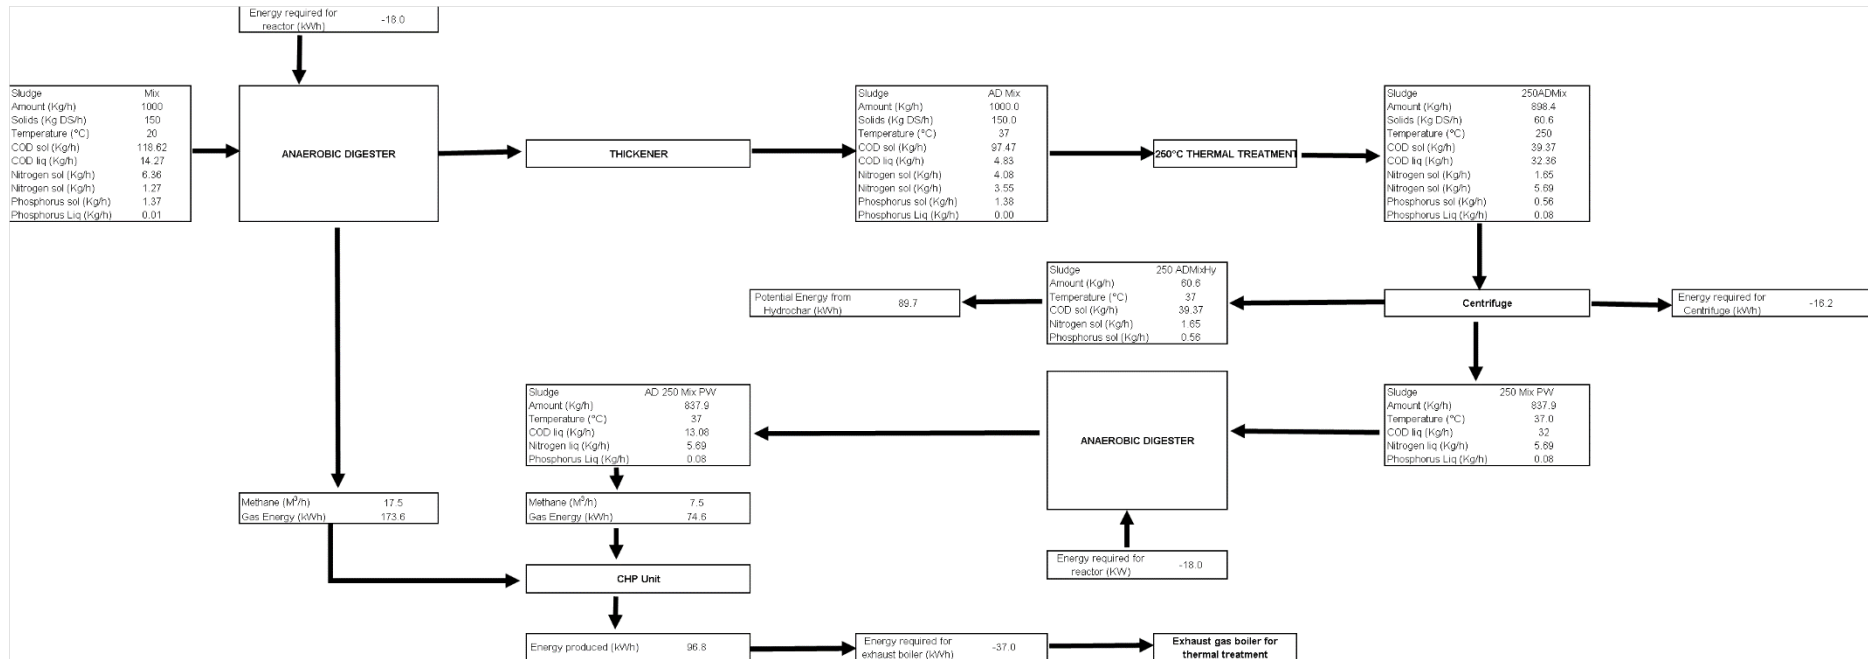 Energy required for
reactor (kWh) -18.0
Sludge Mix
Amount (Kg/h) 1000
Solids (Kg DS/h) 150
Temperature (°C) 20
COD sol (Kg/h) 118.62
COD liq (Kg/h) 14.27
Nitrogen sol (Kg/h) 6.36
Nitrogen sol (Kg/h) 1.27
Phosphorus sol (Kg/h) 1.37
Phosphorus Liq (Kg/h) 0.01
ANAEROBIC DIGESTER
THICKENER
Sludge AD Mix
Amount (Kg/h) 1000.0
Solids (Kg DS/h) 150.0
Temperature (°C) 37
COD sol (Kg/h) 97.47
COD liq (Kg/h) 4.83
Nitrogen sol (Kg/h) 4.08
Nitrogen sol (Kg/h) 3.55
Phosphorus sol (Kg/h) 1.38
Phosphorus Liq (Kg/h) 0.00
250°C THERMAL TREATMENT
Sludge 250ADMix
Amount (Kg/h) 898.4
Solids (Kg DS/h) 60.6
Temperature (°C) 250
COD sol (Kg/h) 39.37
COD liq (Kg/h) 32.36
Nitrogen sol (Kg/h) 1.65
Nitrogen sol (Kg/h) 5.69
Phosphorus sol (Kg/h) 0.56
Phosphorus Liq (Kg/h) 0.08
Potential Energy from
Hydrochar (kWh) 89.7
Sludge 250 ADMixHy
Amount (Kg/h) 60.6
Temperature (°C) 37
COD sol (Kg/h) 39.37
Nitrogen sol (Kg/h) 1.65
Phosphorus sol (Kg/h) 0.56
Centrifuge
Energy required for
Centrifuge (kWh) -16.2
Sludge AD 250 Mix PW
Amount (Kg/h) 837.9
Temperature (°C) 37
COD liq (Kg/h) 13.08
Nitrogen liq (Kg/h) 5.69
Phosphorus Liq (Kg/h) 0.08
ANAEROBIC DIGESTER
Sludge 250 Mix PW
Amount (Kg/h) 837.9
Temperature (°C) 37.0
COD liq (Kg/h) 32
Nitrogen liq (Kg/h) 5.69
Phosphorus Liq (Kg/h) 0.08
Methane (M³/h) 17.5
Gas Energy (kWh) 173.6
Methane (M³/h) 7.5
Gas Energy (kWh) 74.6
Energy required for
reactor (KW) -18.0
CHP Unit
Energy produced (kWh) 96.8
Energy required for
exhaust boiler (kWh) -37.0
Exhaust gas boiler for
thermal treatment